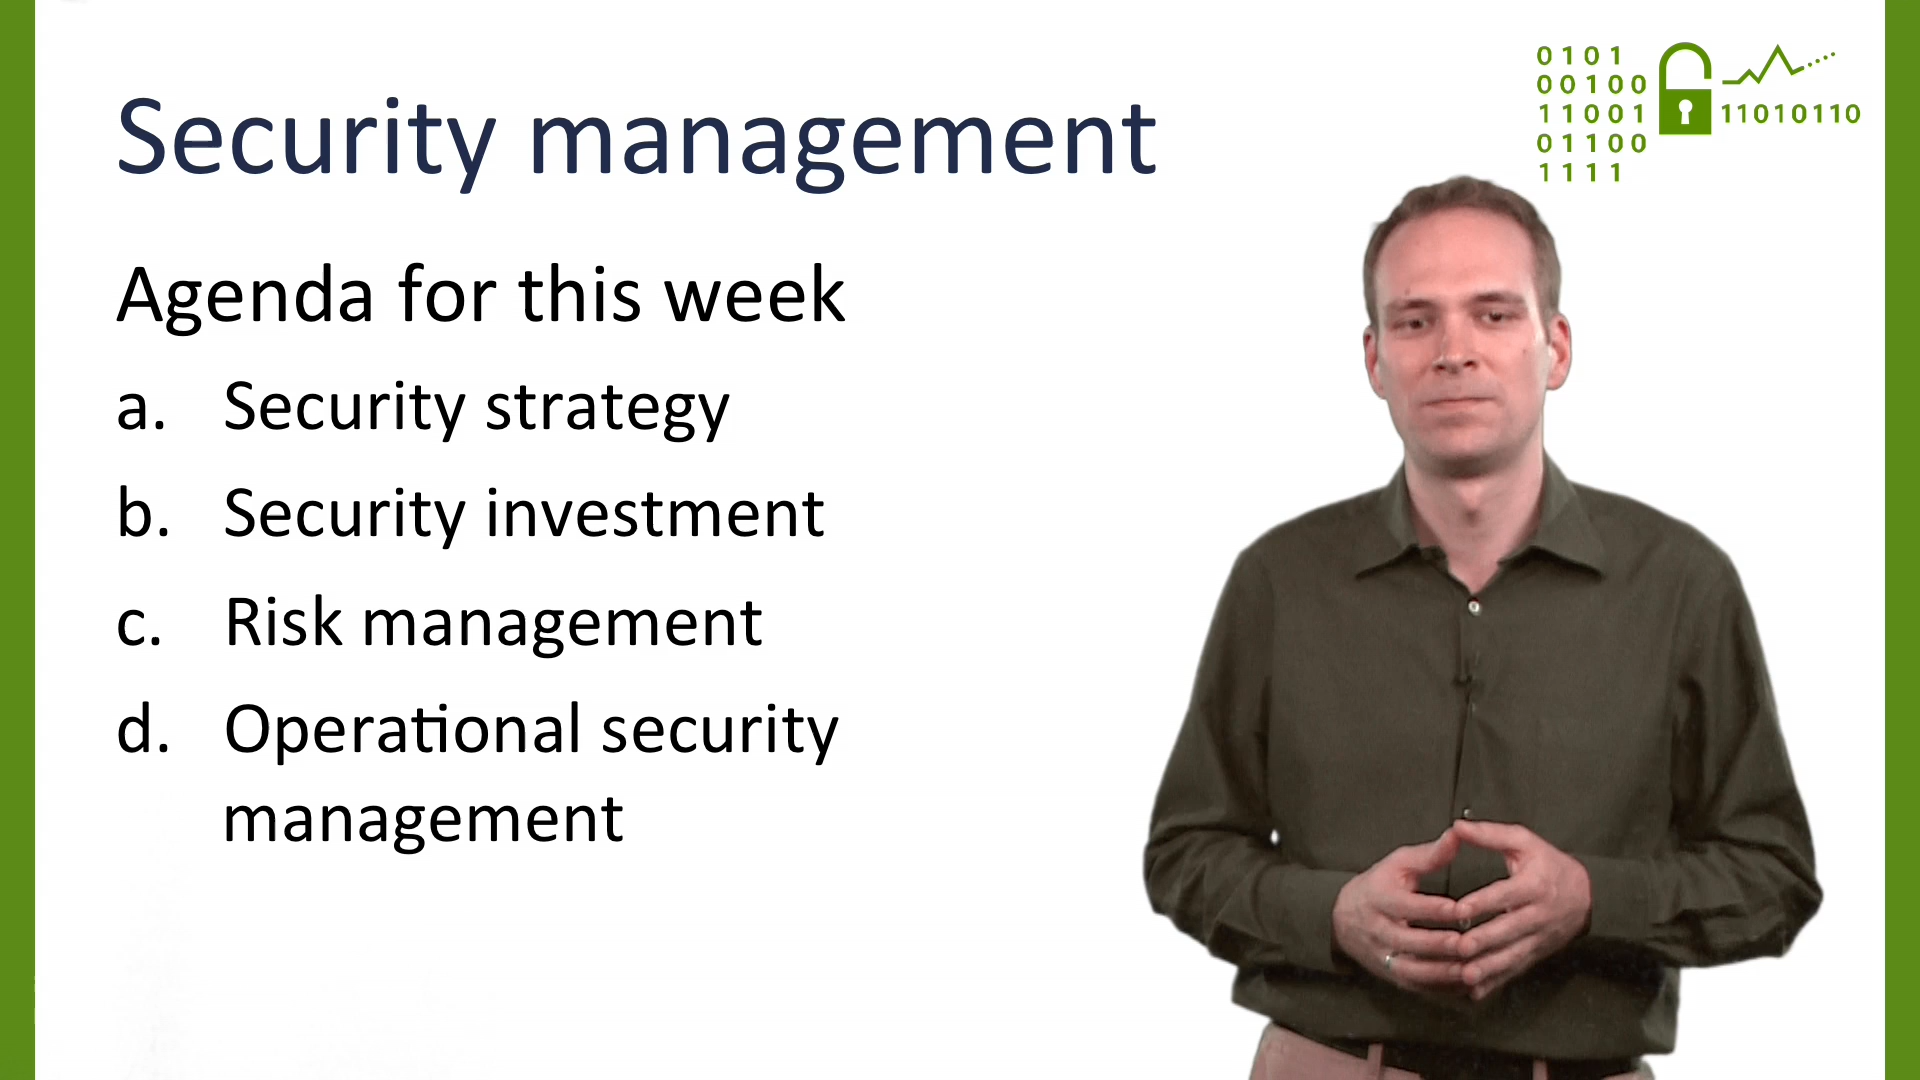 Security management
0101
00100
11001
01100
1111
11010110
Agenda for this week
a. Security strategy
b. Security investment
c. Risk management
d. Operational security
management